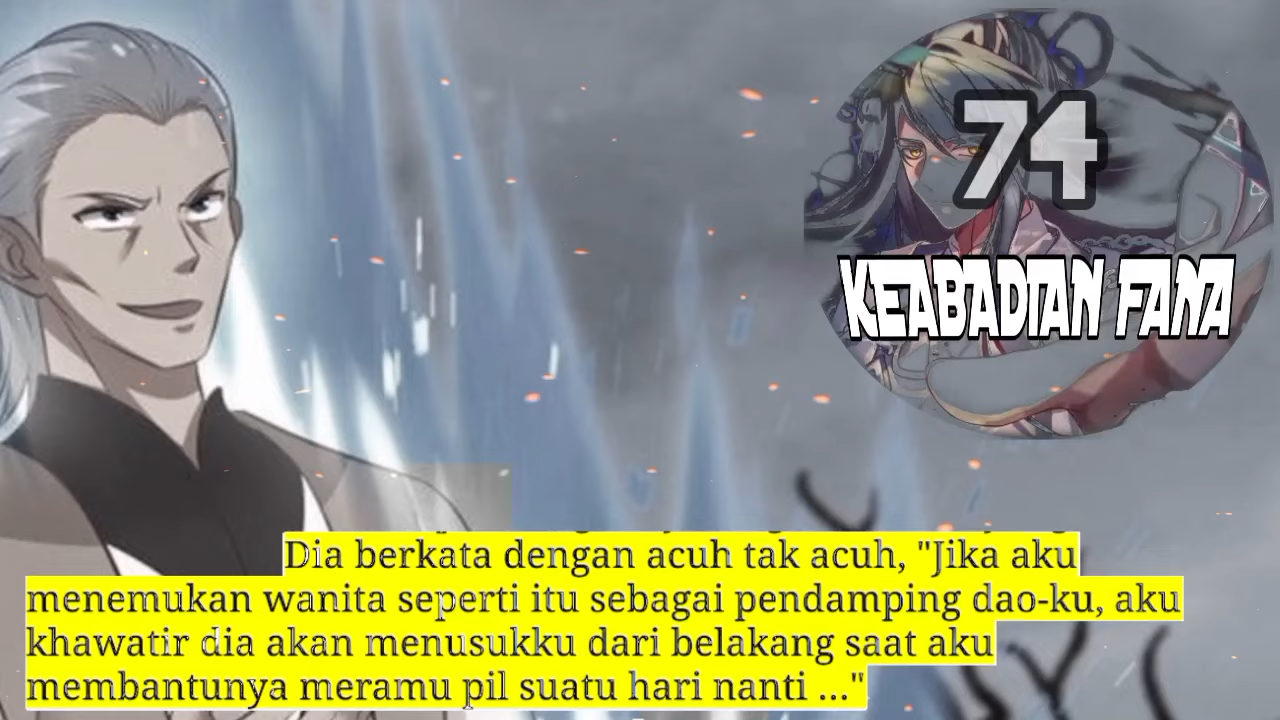 74
KEABADIAN FANA
Dia berkata dengan acuh tak acuh, "Jika aku
menemukan wanita seperti itu sebagai pendamping dao-ku, aku
khawatir dia akan menusukku dari belakang saat aku
membantunya meramu pil suatu hari nanti ..."